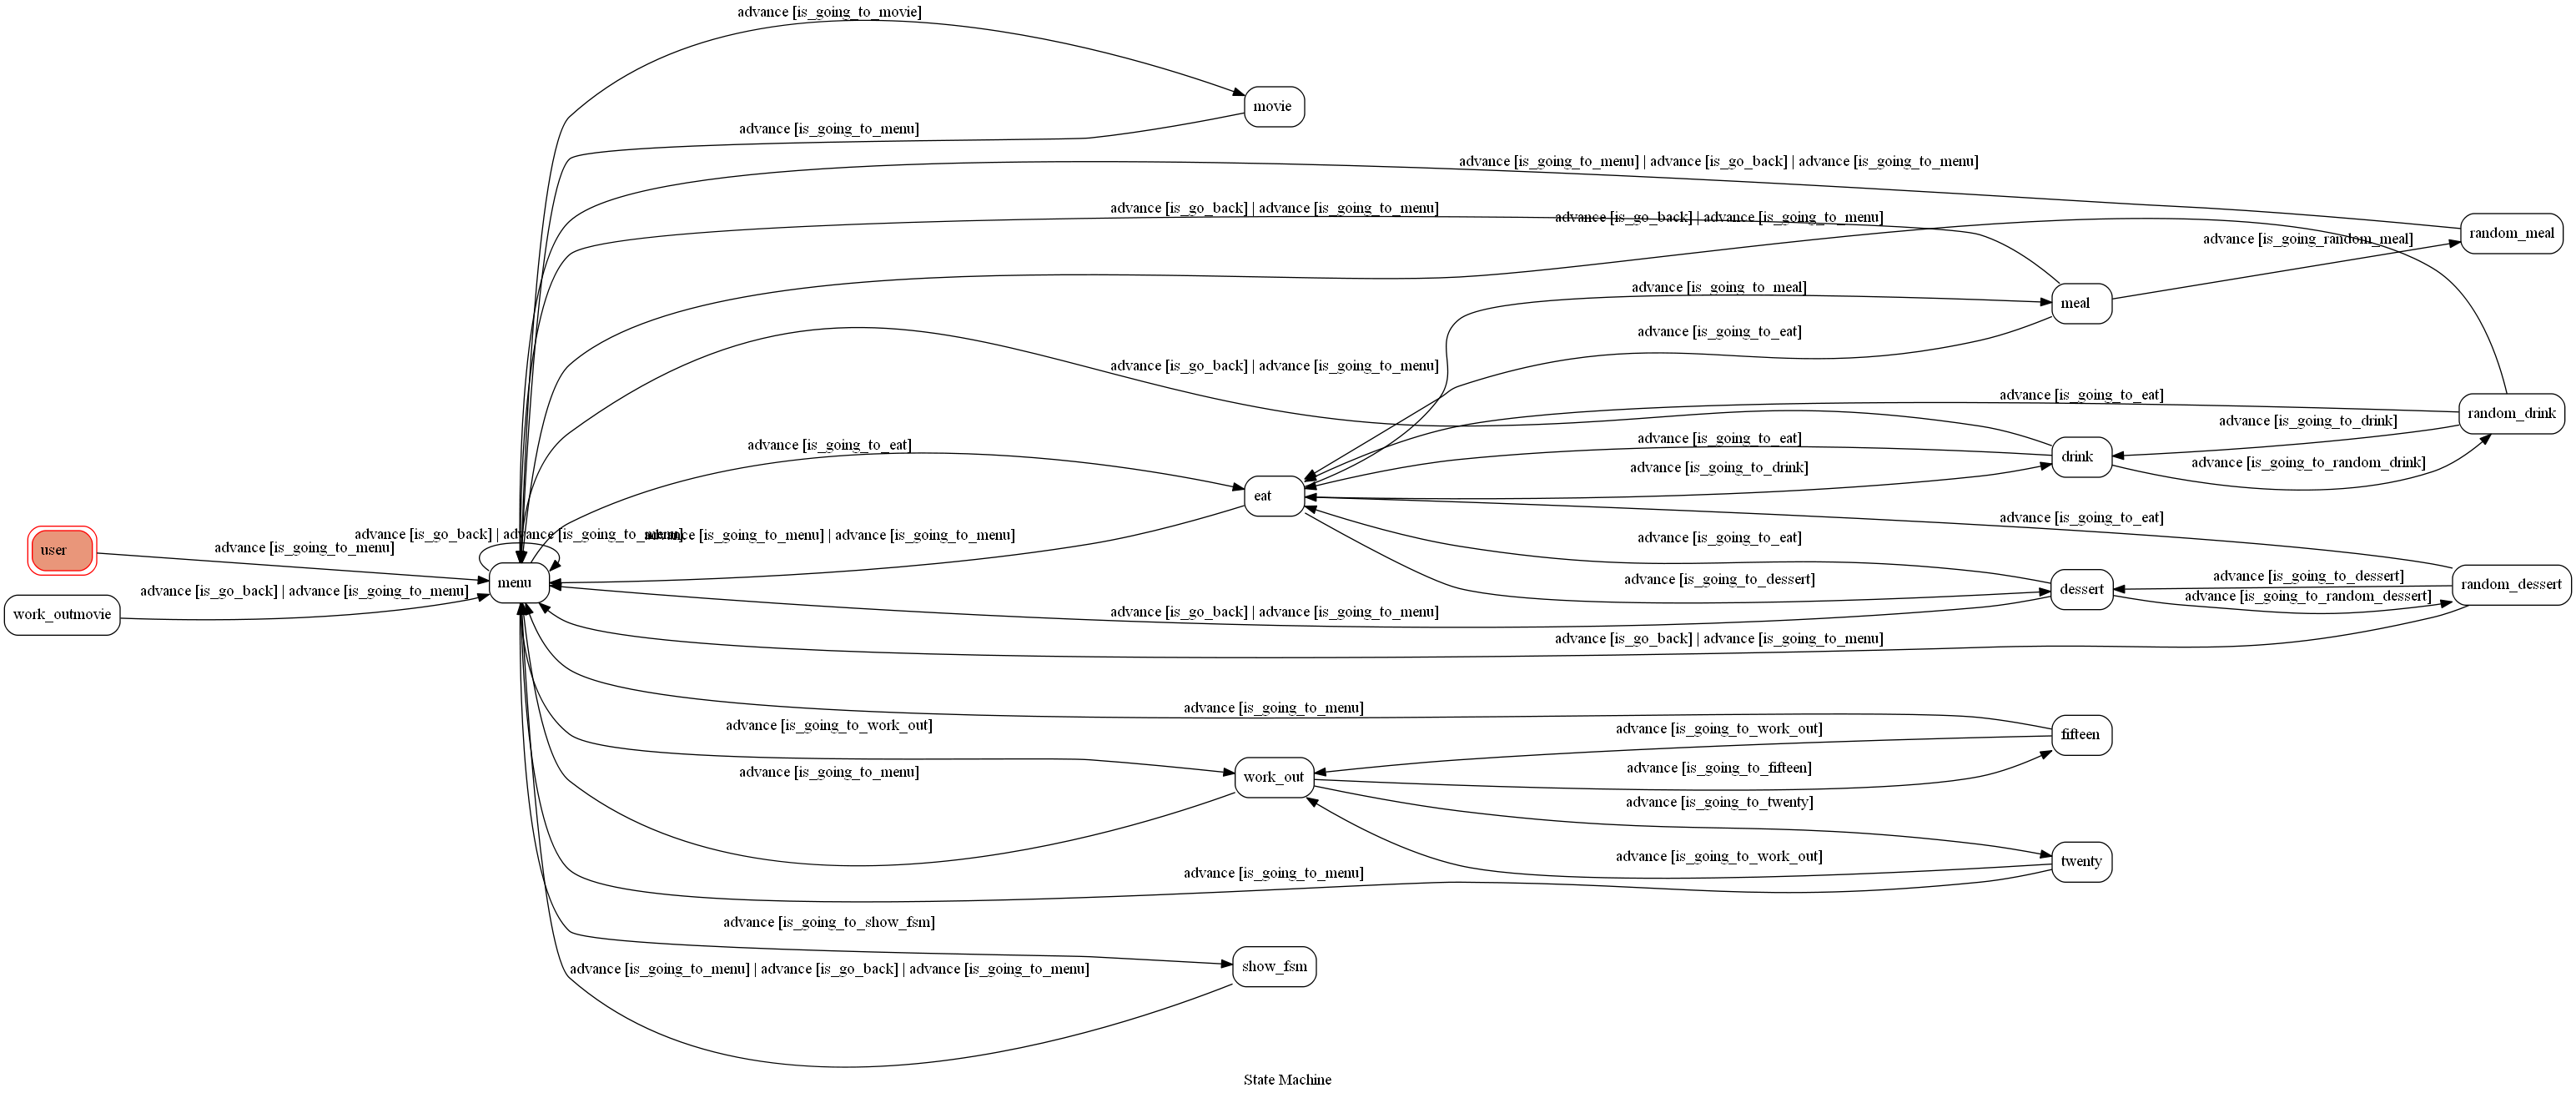 advance [is_going_to_movie]
movie
advance [is_going_to_menu]
advance [is_going_to_menu] | advance [is_go_back] | advance [is_going_to_menu]
advance [is_go_back] | advance [is_going_to_menu]
advance [is_go_back] | advance [is_going_to_menu]
random_meal
advance [is_going_random_meal]
advance [is_going_to_meal]
meal
advance [is_going_to_eat]
advance [is_go_back] | advance [is_going_to_menu]
advance [is_going_to_eat]
random_drink
advance [is_going_to_drink]
advance [is_going_to_eat]
advance [is_going_to_eat]
drink
advance [is_going_to_random_drink]
advance [is_going_to_drink]
eat
advance [is_going_to_eat]
advance [is_go_back] | advance [is_going_to_menu]
advance [is_going_to_menu] | advance [is_going_to_menu]
advance [is_going_to_eat]
user
advance [is_going_to_menu]
menu
advance [is_going_to_dessert]
advance [is_going_to_dessert]
dessert
random_dessert
advance [is_going_to_random_dessert]
advance [is_go_back] | advance [is_going_to_menu]
work_outmovie
advance [is_go_back] | advance [is_going_to_menu]
advance [is_go_back] | advance [is_going_to_menu]
advance [is_going_to_menu]
advance [is_going_to_work_out]
advance [is_going_to_work_out]
fifteen
advance [is_going_to_menu]
work_out
advance [is_going_to_fifteen]
advance [is_going_to_twenty]
advance [is_going_to_work_out]
twenty
advance [is_going_to_menu]
advance [is_going_to_show_fsm]
advance [is_going_to_menu] | advance [is_go_back] | advance [is_going_to_menu]
show_fsm
State Machine